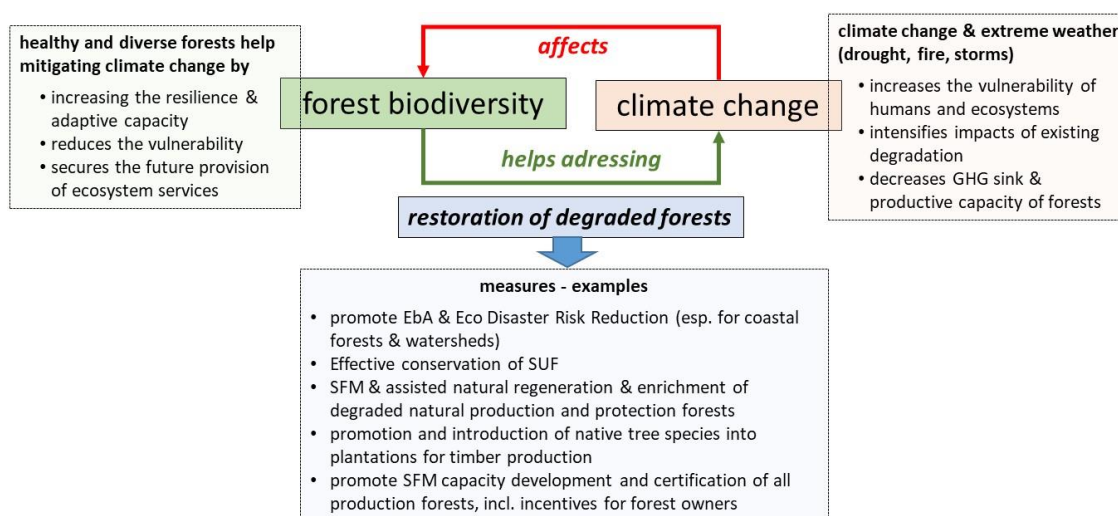 healthy and diverse forests help
mitigating climate change by
• increasing the resilience &
adaptive capacity
• reduces the vulnerability
• secures the future provision
of ecosystem services
affects
forest biodiversity
climate change
helps adressing
climate change & extreme weather
(drought, fire, storms)
• increases the vulnerability of
humans and ecosystems
• intensifies impacts of existing
degradation
• decreases GHG sink &
productive capacity of forests
restoration of degraded forests
measures - examples
• promote EbA & Eco Disaster Risk Reduction (esp. for coastal
forests & watersheds)
• Effective conservation of SUF
• SFM & assisted natural regeneration & enrichment of
degraded natural production and protection forests
• promotion and introduction of native tree species into
plantations for timber production
• promote SFM capacity development and certification of all
production forests, incl. incentives for forest owners